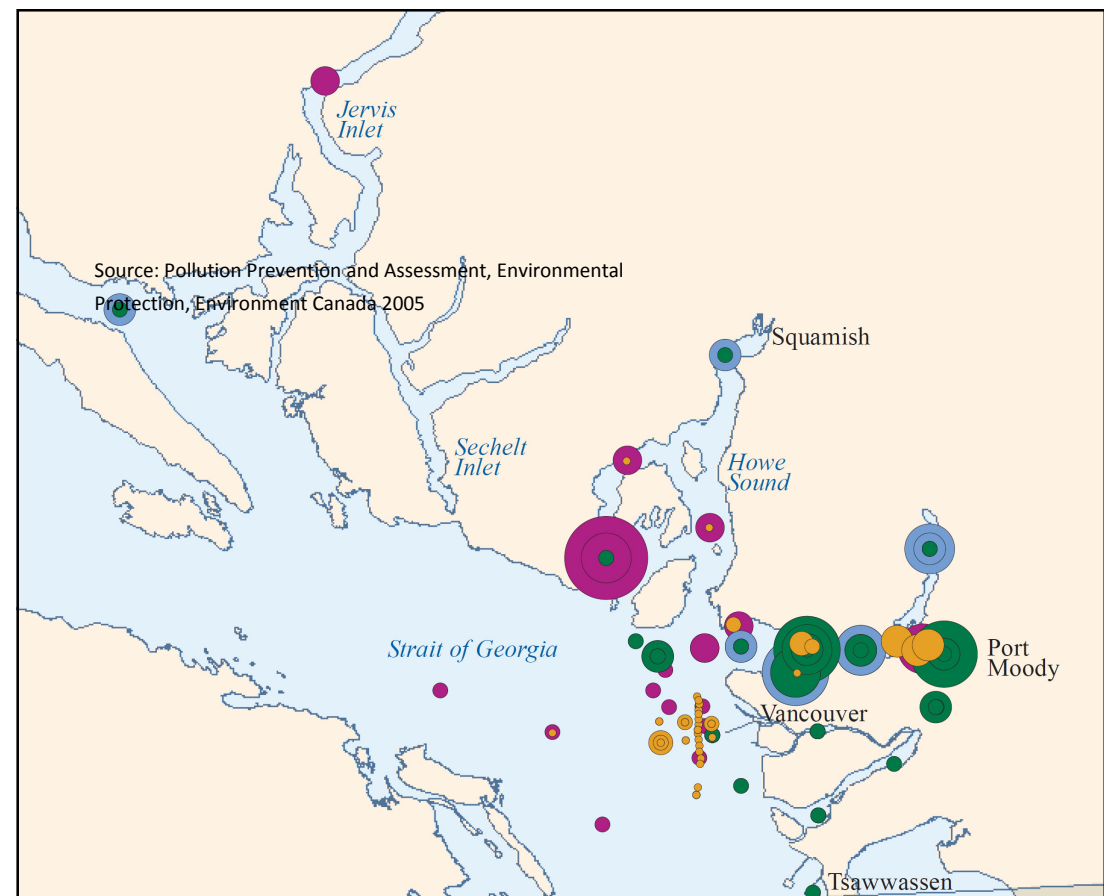 Jervis
Inlet
Source: Pollution Prevention and Assessment, Environmental
Protection, Environment Canada 2005
Squamish
Sechelt
Inlet
Howe
Sound
Strait of Georgia
Port
Moody
Vancouver
Tsawwassen